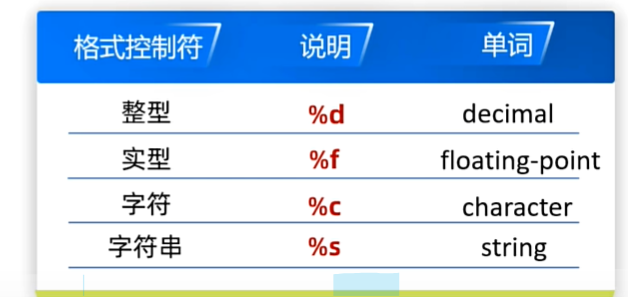 格式控制符 说明 单词
整型 %d decimal
实型 %f floating-point
字符 %c character
字符串 %s string